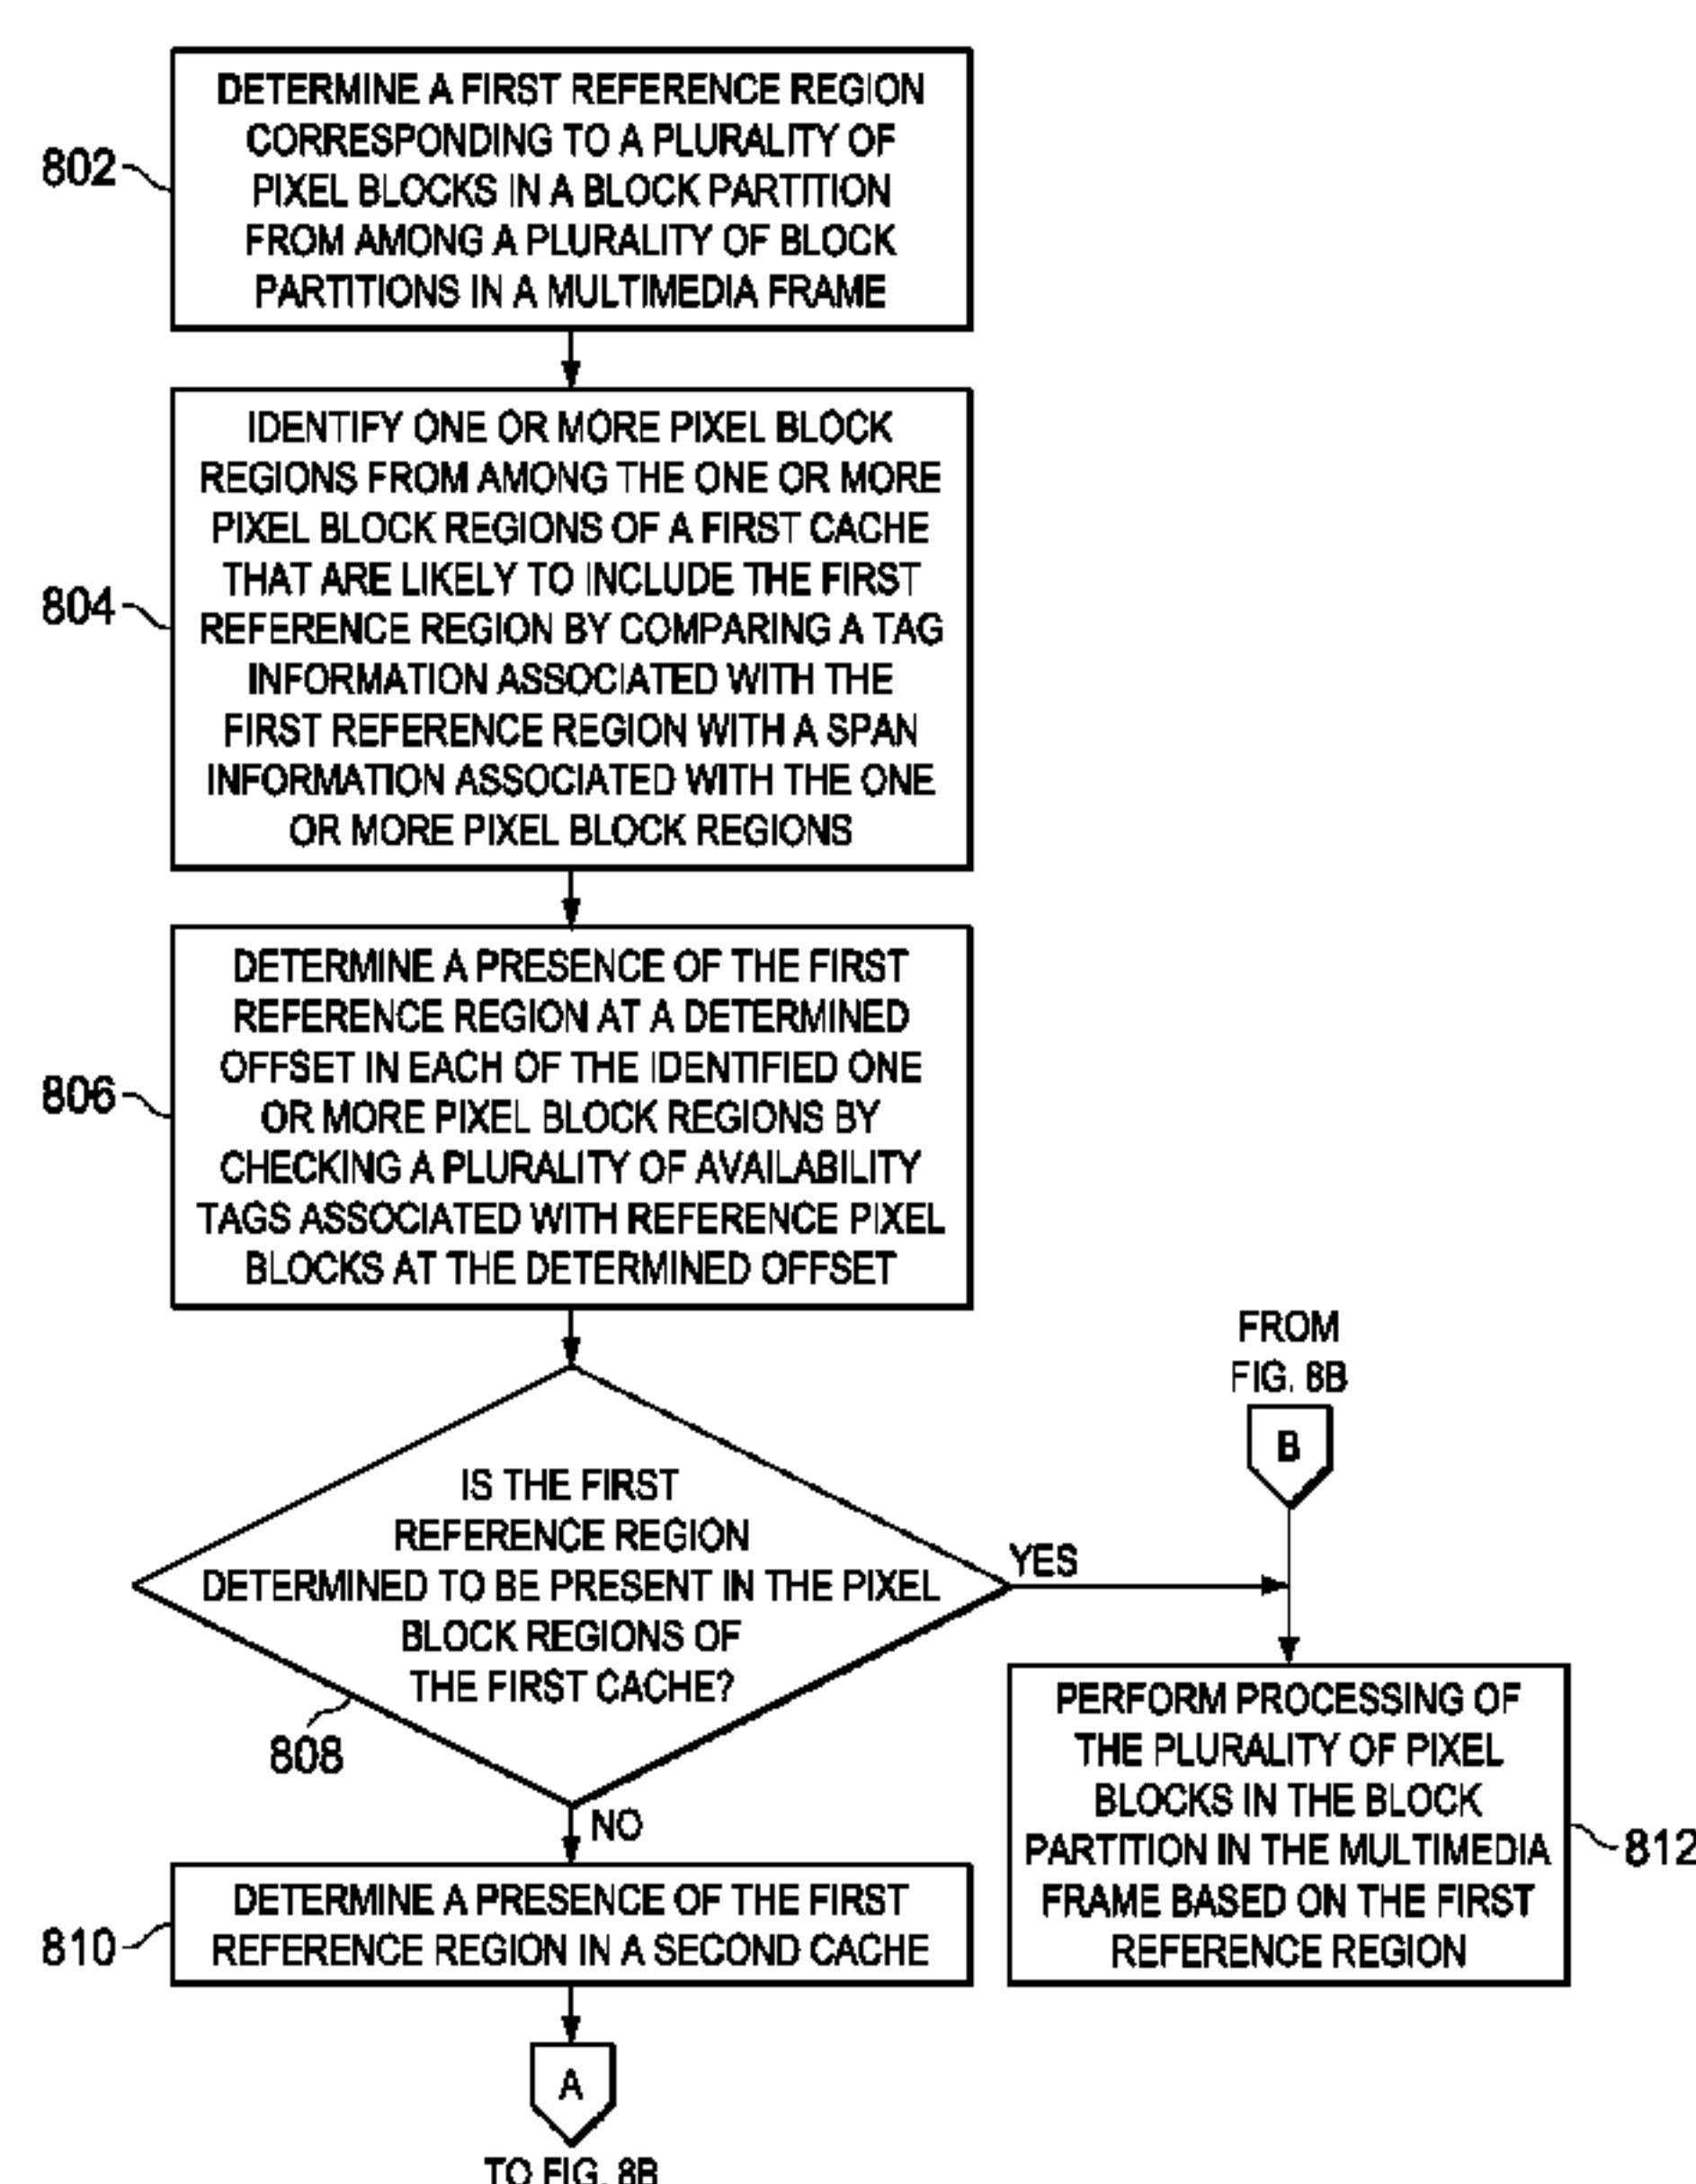 DETERMINE A FIRST REFERENCE REGION
CORRESPONDING TO A PLURALITY OF
PIXEL BLOCKS IN A BLOCK PARTITION
FROM AMONG A PLURALITY OF BLOCK
PARTITIONS IN A MULTIMEDIA FRAME
802
IDENTIFY ONE OR MORE PIXEL BLOCK
REGIONS FROM AMONG THE ONE OR MORE
PIXEL BLOCK REGIONS OF A FIRST CACHE
THAT ARE LIKELY TO INCLUDE THE FIRST
REFERENCE REGION BY COMPARING A TAG
INFORMATION ASSOCIATED WITH THE
FIRST REFERENCE REGION WITH A SPAN
INFORMATION ASSOCIATED WITH THE ONE
OR MORE PIXEL BLOCK REGIONS
804
DETERMINE A PRESENCE OF THE FIRST
REFERENCE REGION AT A DETERMINED
OFFSET IN EACH OF THE IDENTIFIED ONE
OR MORE PIXEL BLOCK REGIONS BY
CHECKING A PLURALITY OF AVAILABILITY
TAGS ASSOCIATED WITH REFERENCE PIXEL
BLOCKS AT THE DETERMINED OFFSET
806
FROM
FIG. 8B
B
IS THE FIRST
REFERENCE REGION
DETERMINED TO BE PRESENT IN THE PIXEL
BLOCK REGIONS OF
THE FIRST CACHE?
808
YES
NO
PERFORM PROCESSING OF
THE PLURALITY OF PIXEL
BLOCKS IN THE BLOCK
PARTITION IN THE MULTIMEDIA
FRAME BASED ON THE FIRST
REFERENCE REGION
812
DETERMINE A PRESENCE OF THE FIRST
REFERENCE REGION IN A SECOND CACHE
810
A
TO FIG. 8B